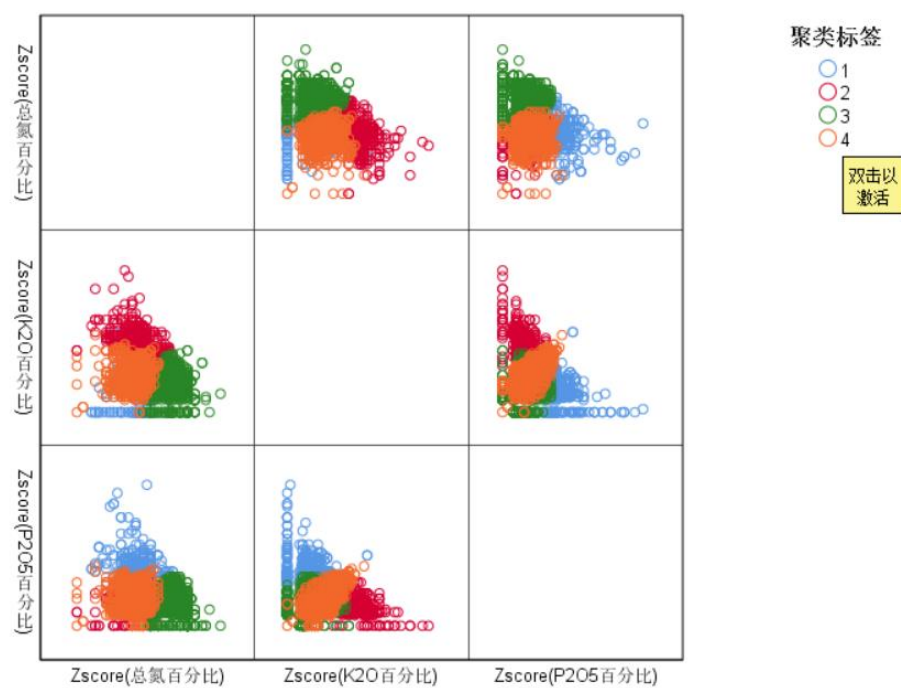 聚类标签
1
2
3
4
双击以
激活
Zscore(总氮百分比)
Zscore(K2O百分比)
Zscore(P2O5百分比)
Zscore(总氮百分比)
Zscore(K2O百分比)
Zscore(P2O5百分比)